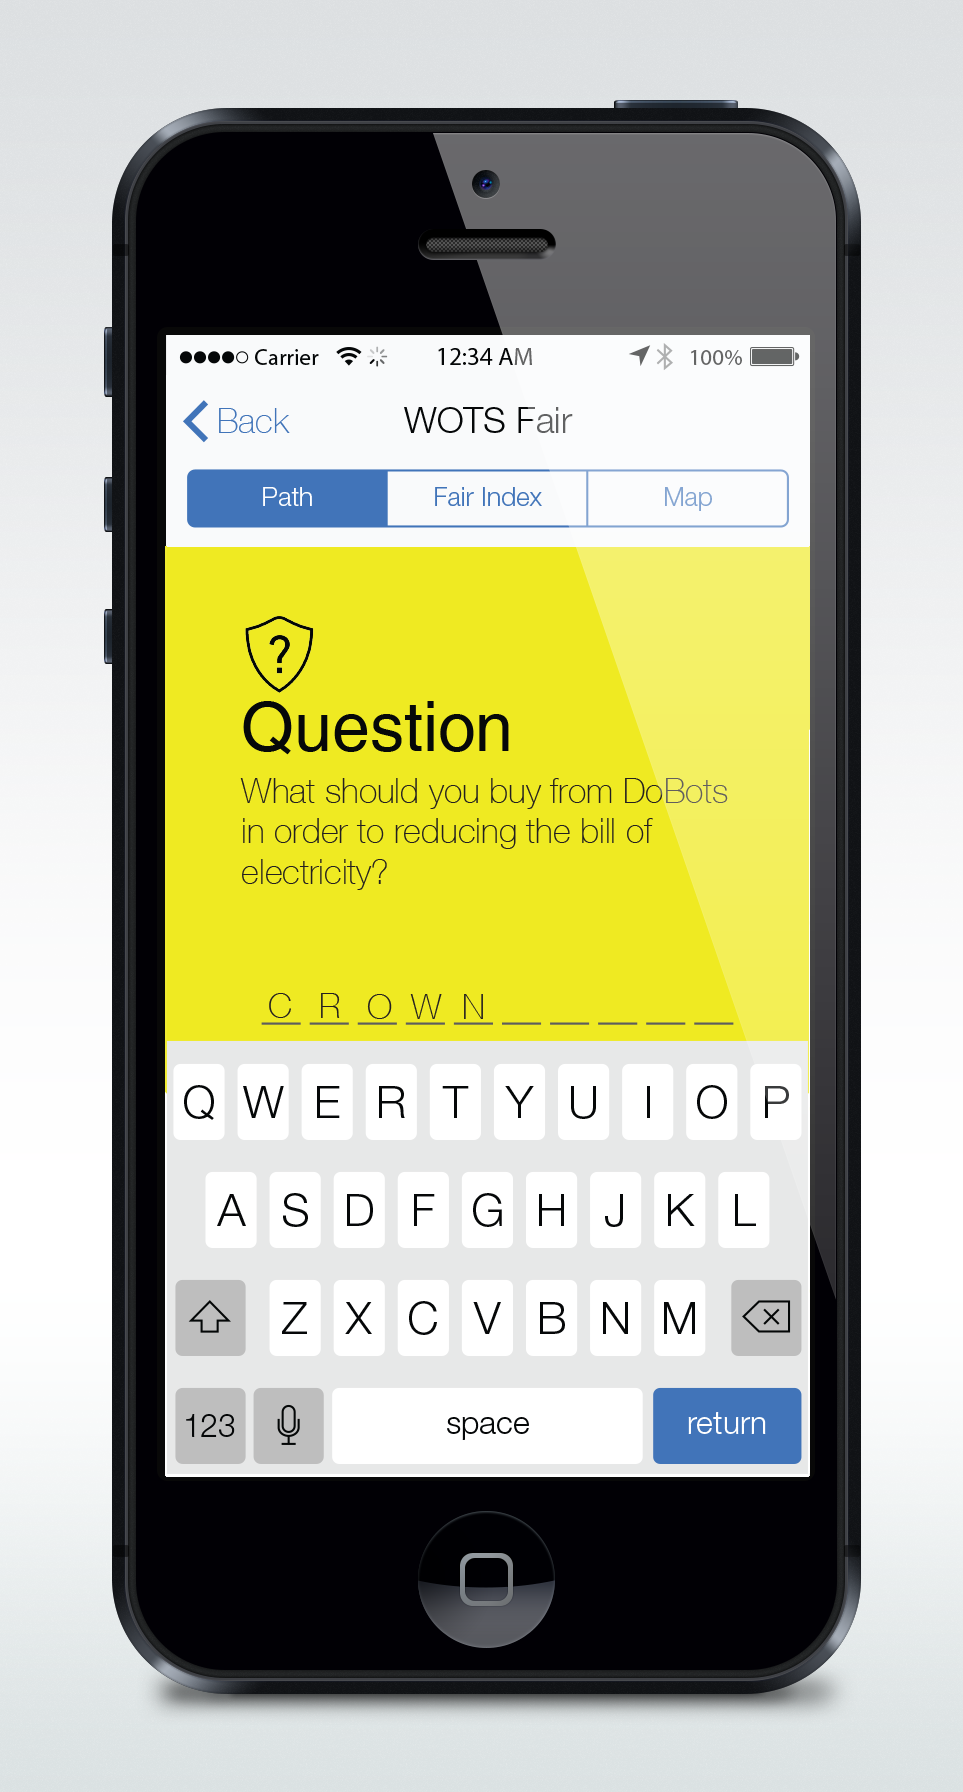 Carrier 12:34 AM 100%
Back WOTS Fair
Path Fair Index Map
?
Question
What should you buy from DoBots
in order to reducing the bill of
electricity?
C R O W N _ _ _ _ _
Q W E R T Y U I O P
A S D F G H J K L
Z X C V B N M
123 space return